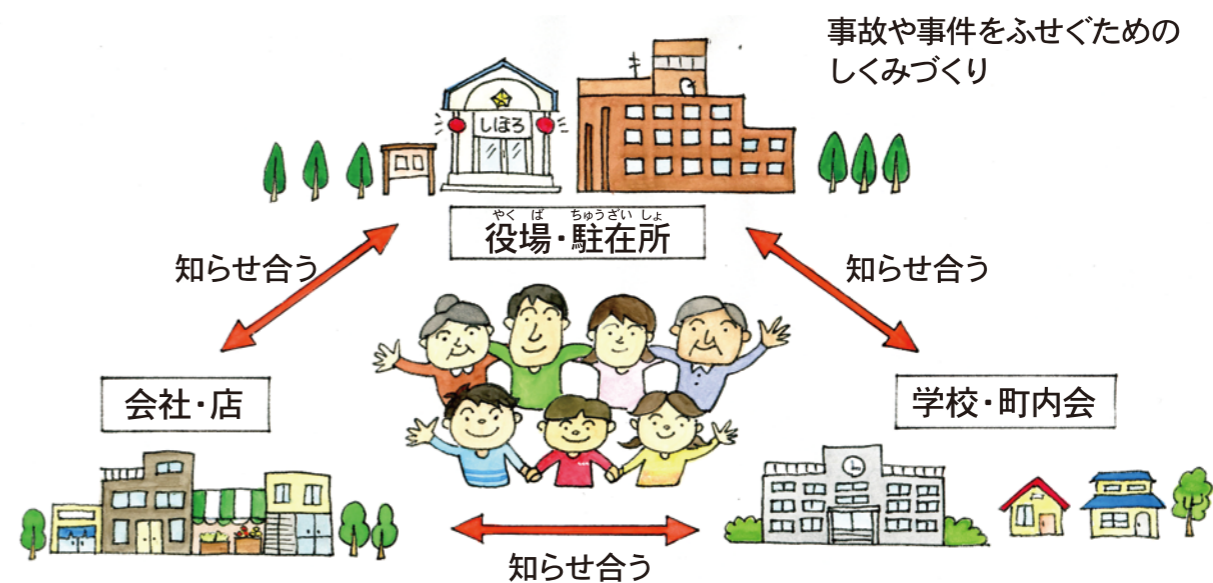 事故や事件をふせぐための
しくみづくり
しほろ
やく ば ちゅうざい しょ
役場・駐在所
知らせ合う
知らせ合う
会社・店
学校・町内会
知らせ合う